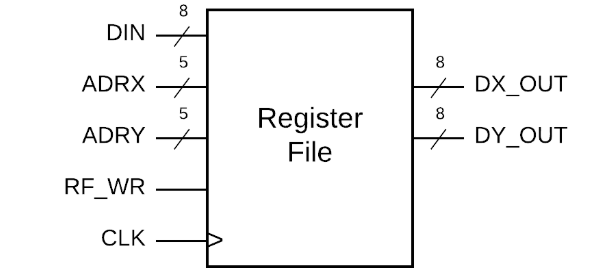 8
DIN
5
ADRX
5
ADRY
RF_WR
CLK
Register
File
8
DX_OUT
8
DY_OUT